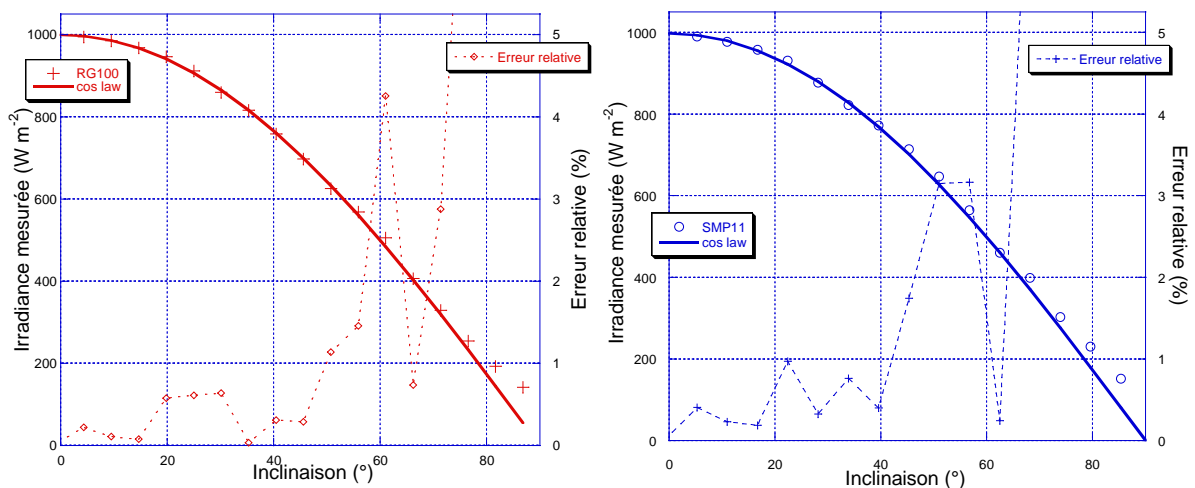 Irradiance mesurée (W m-2)
1000
800
600
400
200
0
RG100
cos law
Erreur relative
5
4
3
2
1
0
Erreur relative (%)
0
20
40
60
80
Inclinaison (°)
Irradiance mesurée (W m-2)
1000
800
600
400
200
0
SMP11
cos law
Erreur relative
5
4
3
2
1
0
Erreur relative (%)
0
20
40
60
80
Inclinaison (°)